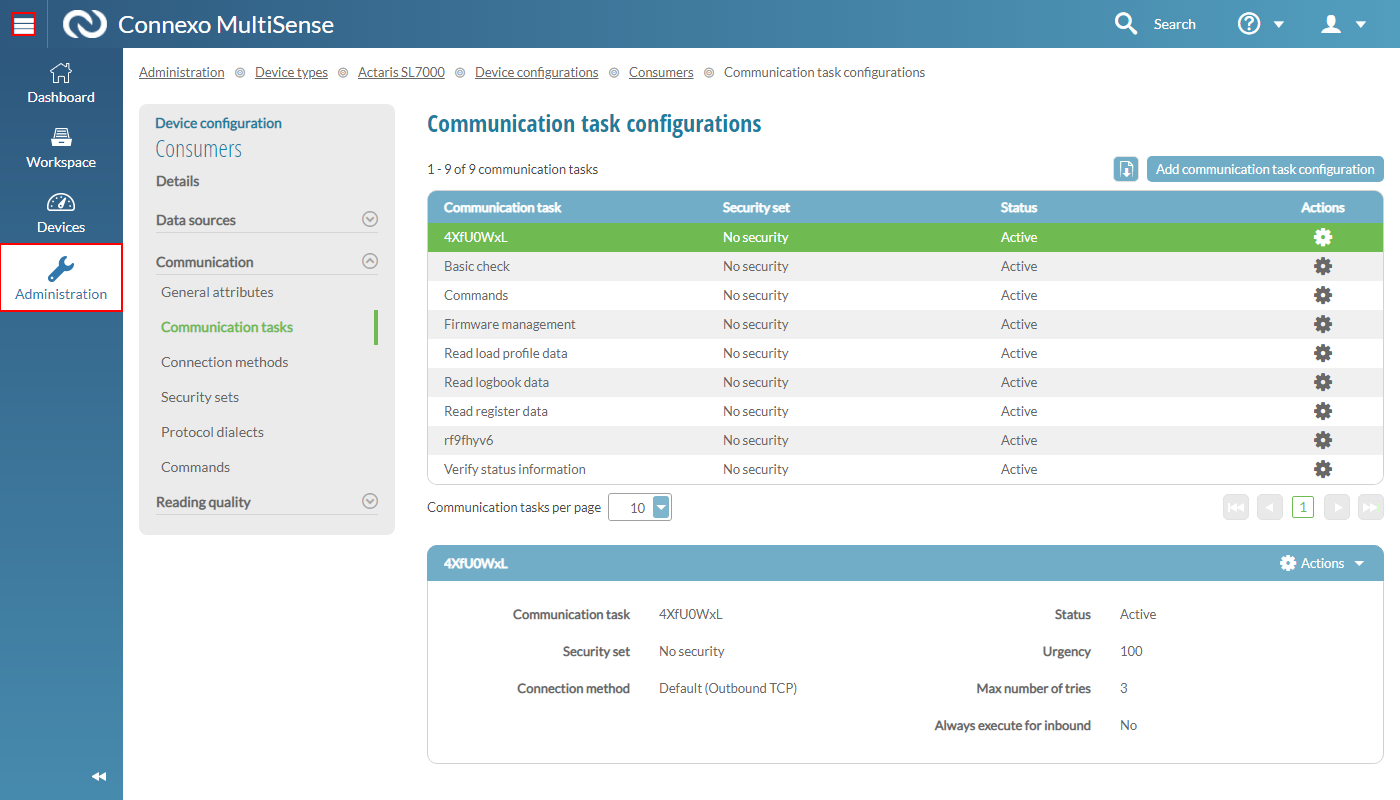 Connexo MultiSense
Search
Dashboard
Workspace
Devices
Administration
Administration Device types Actaris SL7000 Device configurations Consumers Communication task configurations
Device configuration
Consumers
Details
Data sources
Communication
General attributes
Communication tasks
Connection methods
Security sets
Protocol dialects
Commands
Reading quality
Communication task configurations
1 - 9 of 9 communication tasks
Add communication task configuration
Communication task Security set Status Actions
4XfU0WxL No security Active
Basic check No security Active
Commands No security Active
Firmware management No security Active
Read load profile data No security Active
Read logbook data No security Active
Read register data No security Active
rf9fhyv6 No security Active
Verify status information No security Active
Communication tasks per page 10
1
4XfU0WxL Actions
Communication task 4XfU0WxL Status Active
Security set No security Urgency 100
Connection method Default (Outbound TCP) Max number of tries 3
Always execute for inbound No